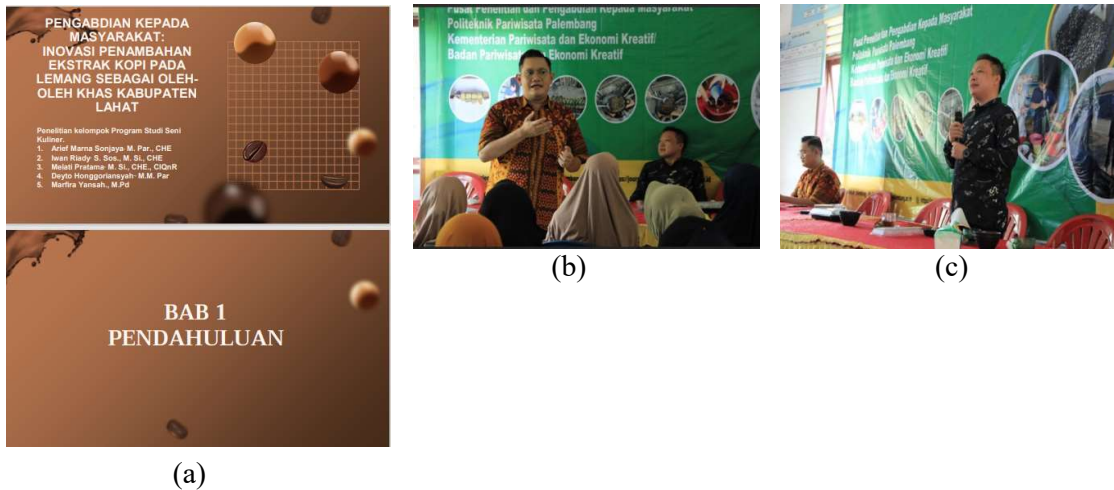 PENGABDIAN KEPADA
MASYARAKAT:
INOVASI PENAMBAHAN
EKSTRAK KOPI PADA
LEMANG SEBAGAI OLEH-
OLEH KHAS KABUPATEN
LAHAT
Penelitian kelompok Program Studi Seni
Kuliner.
1. Arief Marna Sonjaya- M. Par., CHE
2. Iwan Riady- S. Sos., M. Si., CHE
3. Melati Pratama- M. Si., CHE., CIQnR
4. Deyto Honggoriansyah- M.M. Par
5. Marfira Yansah., M.Pd
BAB 1
PENDAHULUAN
(a)
Pusat Penelitian dan Pengabdian Kepada Masyarakat
Politeknik Pariwisata Palembang
Kementerian Pariwisata dan Ekonomi Kreatif/
Badan Pariwisata Ekonomi Kreatif
(b)
Pusat Penelitian dan Pengabdian Kepada Masyarakat
Politeknik Pariwisata Palembang
Kementerian Pariwisata dan Ekonomi Kreatif/
Badan Pariwisata Ekonomi Kreatif
(c)